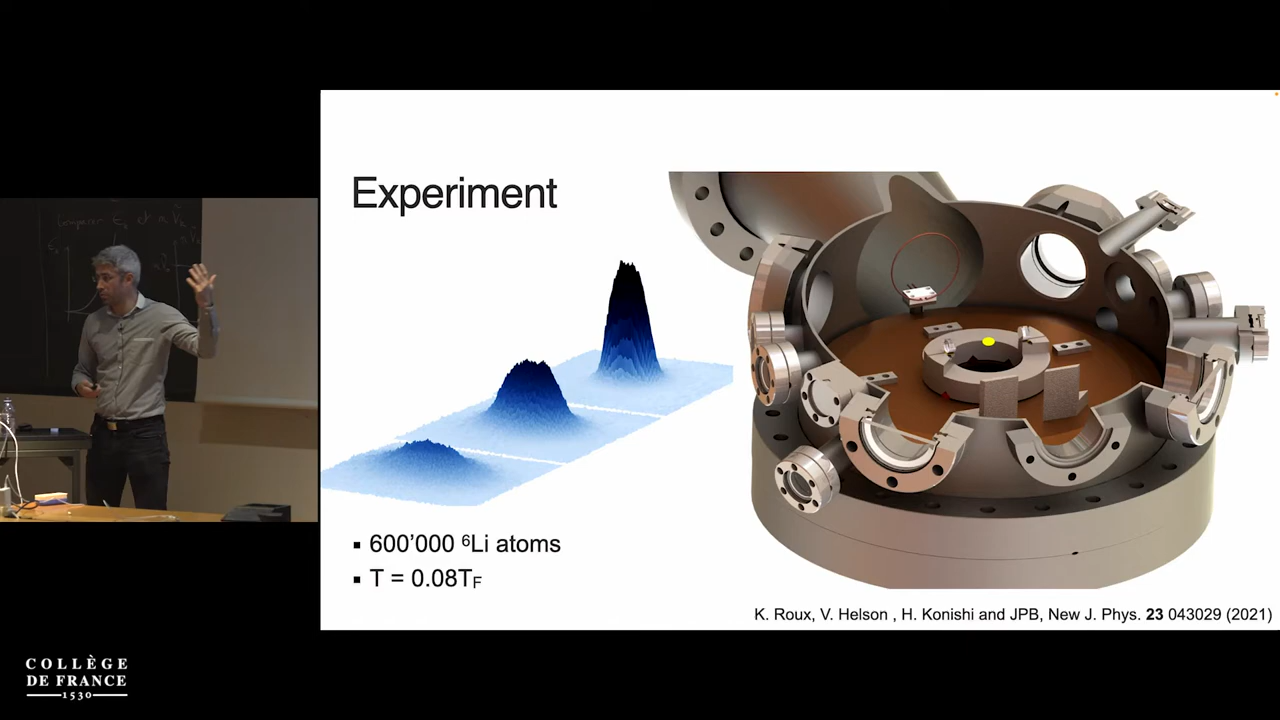 Experiment
▪ 600’000 ⁶Li atoms
▪ T = 0.08T_F
K. Roux, V. Helson , H. Konishi and JPB, New J. Phys. 23 043029 (2021)
COLLÈGE
DE FRANCE
1530